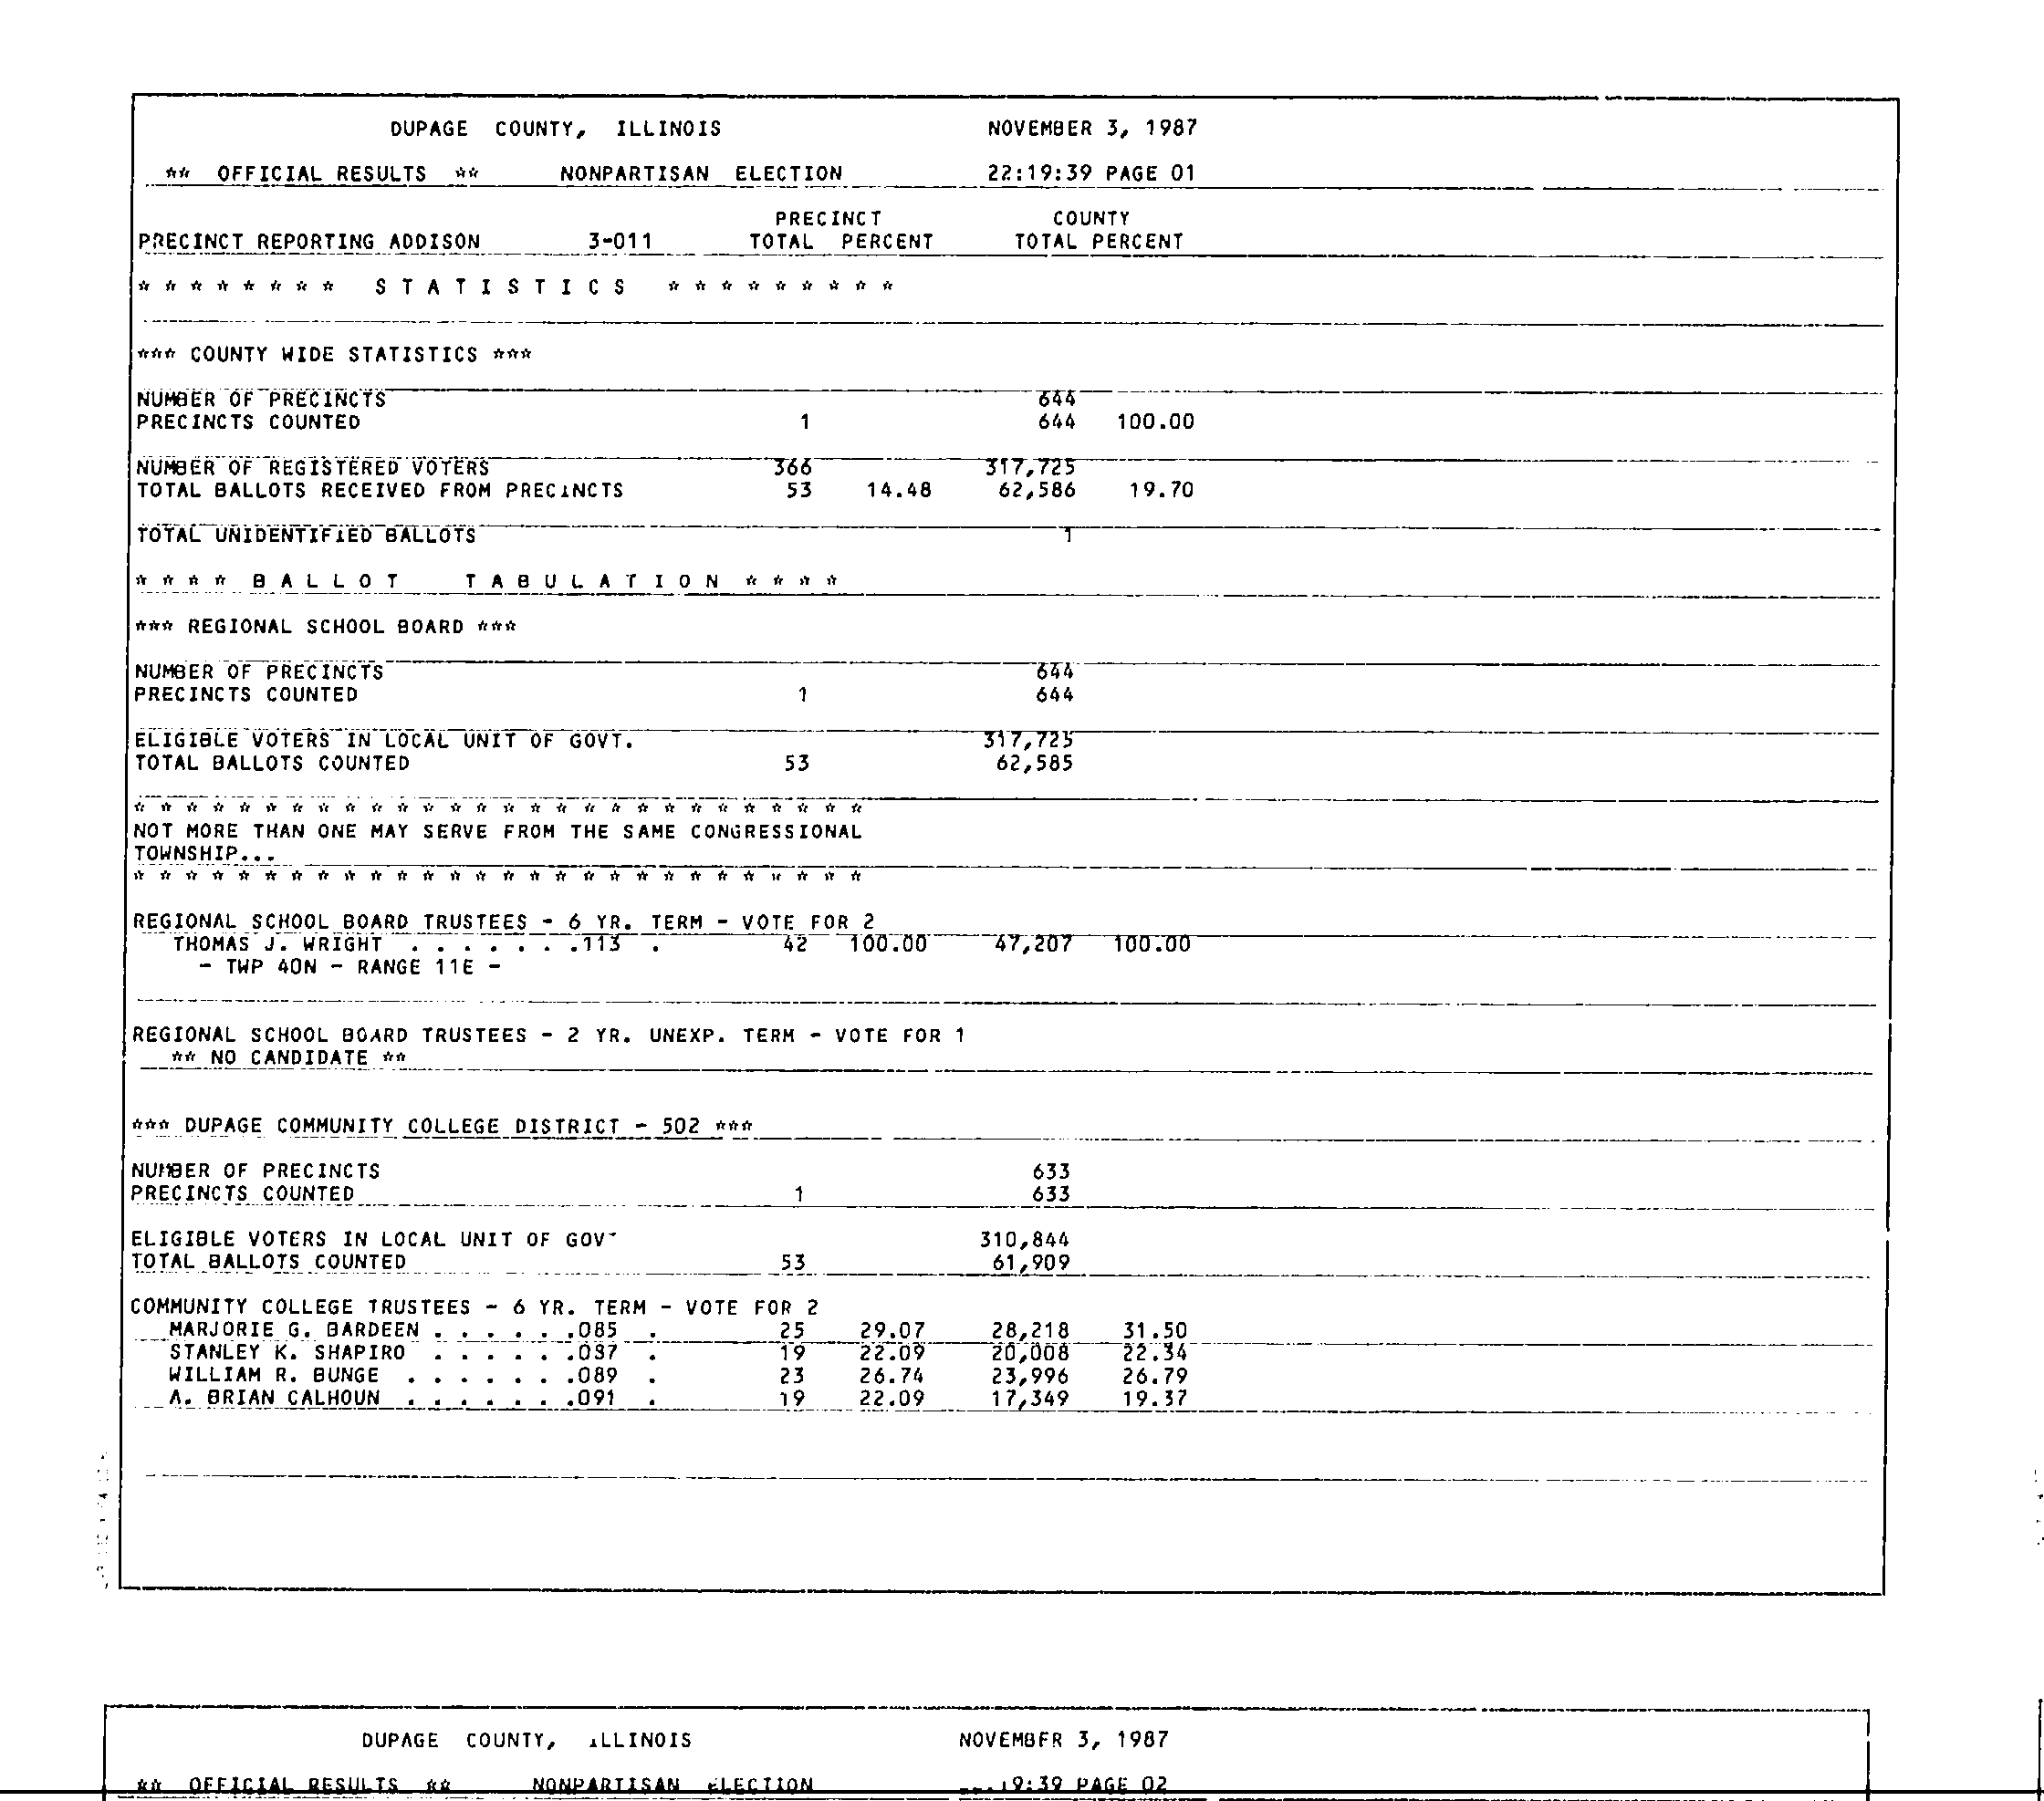 DUPAGE COUNTY, ILLINOIS NOVEMBER 3, 1987
** OFFICIAL RESULTS ** NONPARTISAN ELECTION 22:19:39 PAGE 01
PRECINCT COUNTY
PRECINCT REPORTING ADDISON 3-011 TOTAL PERCENT TOTAL PERCENT
* * * * * * * * S T A T I S T I C S * * * * * * * * *
*** COUNTY WIDE STATISTICS ***
NUMBER OF PRECINCTS 644
PRECINCTS COUNTED 1 644 100.00
NUMBER OF REGISTERED VOTERS 366 317,725
TOTAL BALLOTS RECEIVED FROM PRECINCTS 53 14.48 62,586 19.70
TOTAL UNIDENTIFIED BALLOTS 1
* * * * B A L L O T T A B U L A T I O N * * * *
*** REGIONAL SCHOOL BOARD ***
NUMBER OF PRECINCTS 644
PRECINCTS COUNTED 1 644
ELIGIBLE VOTERS IN LOCAL UNIT OF GOVT. 317,725
TOTAL BALLOTS COUNTED 53 62,585
* * * * * * * * * * * * * * * * * * * * * * * * * * * *
NOT MORE THAN ONE MAY SERVE FROM THE SAME CONGRESSIONAL
TOWNSHIP...
* * * * * * * * * * * * * * * * * * * * * * * * * * * *
REGIONAL SCHOOL BOARD TRUSTEES - 6 YR. TERM - VOTE FOR 2
THOMAS J. WRIGHT . . . . . . .113 . 42 100.00 47,207 100.00
- TWP 40N - RANGE 11E -
REGIONAL SCHOOL BOARD TRUSTEES - 2 YR. UNEXP. TERM - VOTE FOR 1
** NO CANDIDATE **
*** DUPAGE COMMUNITY COLLEGE DISTRICT - 502 ***
NUMBER OF PRECINCTS 633
PRECINCTS COUNTED 1 633
ELIGIBLE VOTERS IN LOCAL UNIT OF GOV 310,844
TOTAL BALLOTS COUNTED 53 61,909
COMMUNITY COLLEGE TRUSTEES - 6 YR. TERM - VOTE FOR 2
MARJORIE G. BARDEEN . . . . . .085 . 25 29.07 28,218 31.50
STANLEY K. SHAPIRO . . . . . .087 . 19 22.09 20,008 22.34
WILLIAM R. BUNGE . . . . . . .089 . 23 26.74 23,996 26.79
A. BRIAN CALHOUN . . . . . . .091 . 19 22.09 17,349 19.37
DUPAGE COUNTY, ILLINOIS NOVEMBER 3, 1987
** OFFICIAL RESULTS ** NONPARTISAN ELECTION 19:39 PAGE 02